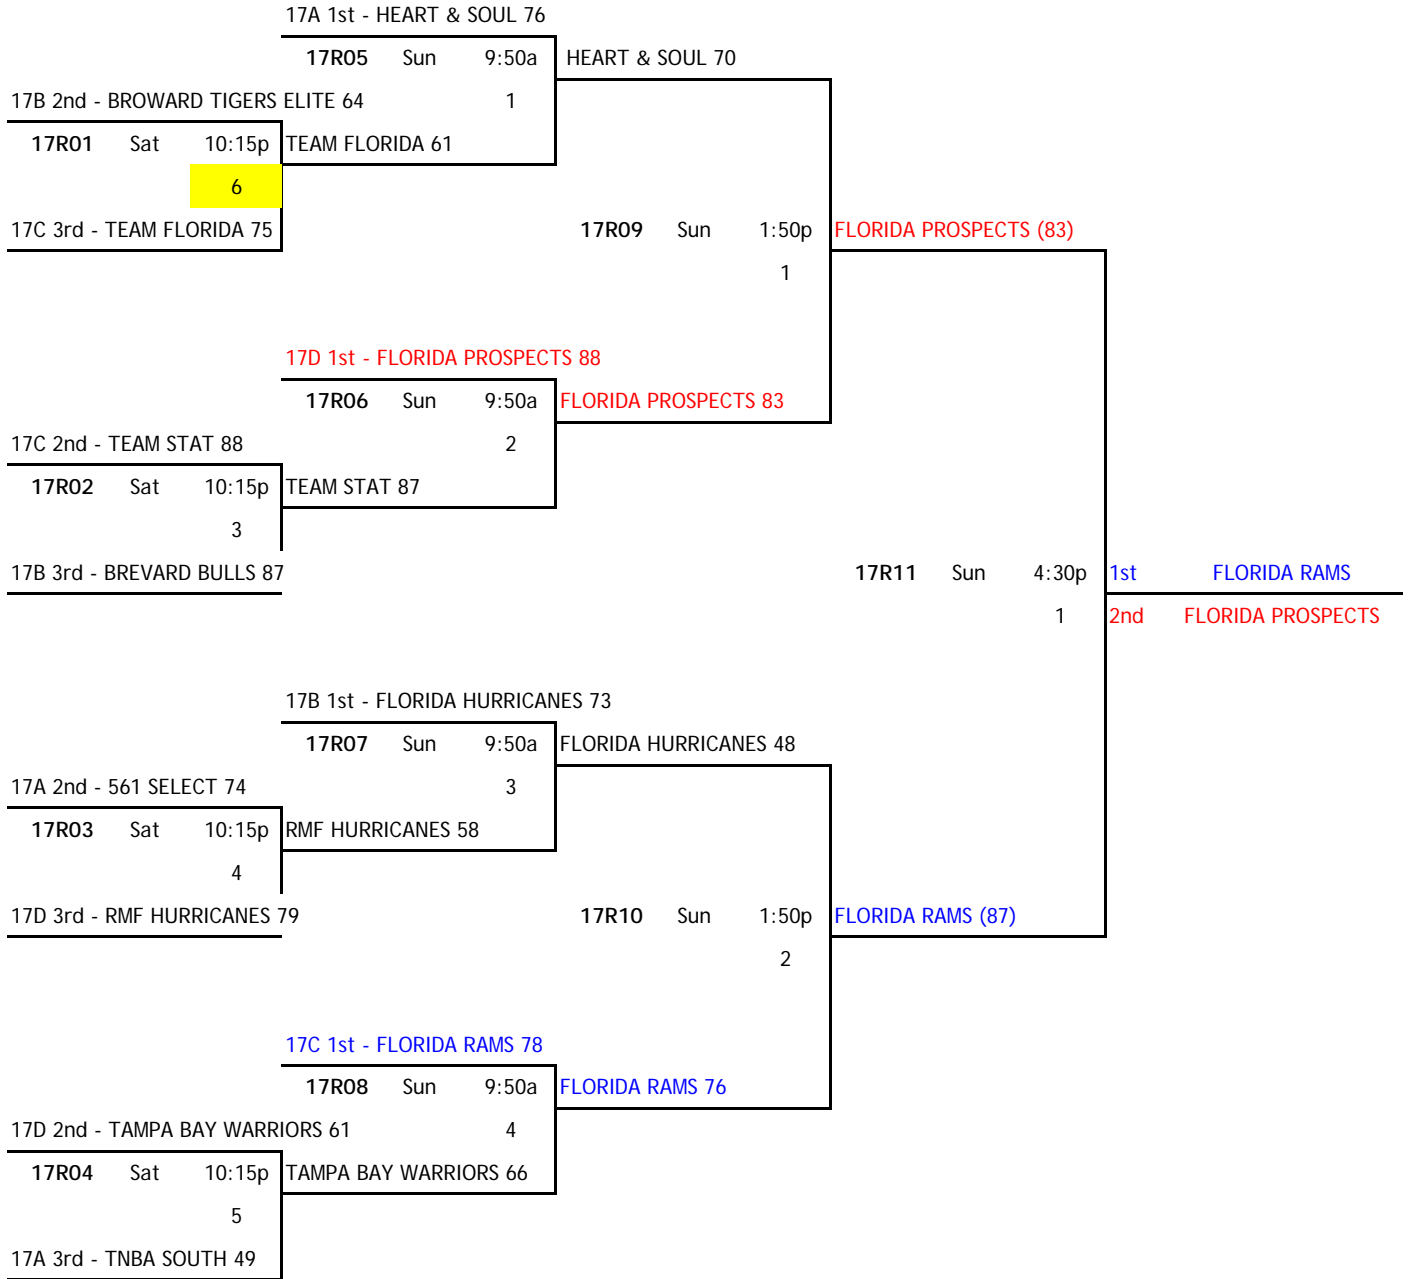 17A 1st - HEART & SOUL 76
17R05 Sun 9:50a HEART & SOUL 70
17B 2nd - BROWARD TIGERS ELITE 64 1
17R01 Sat 10:15p TEAM FLORIDA 61
6
17C 3rd - TEAM FLORIDA 75 17R09 Sun 1:50p FLORIDA PROSPECTS (83)
1
17D 1st - FLORIDA PROSPECTS 88
17R06 Sun 9:50a FLORIDA PROSPECTS 83
17C 2nd - TEAM STAT 88 2
17R02 Sat 10:15p TEAM STAT 87
3
17B 3rd - BREVARD BULLS 87 17R11 Sun 4:30p 1st FLORIDA RAMS
1 2nd FLORIDA PROSPECTS
17B 1st - FLORIDA HURRICANES 73
17R07 Sun 9:50a FLORIDA HURRICANES 48
17A 2nd - 561 SELECT 74 3
17R03 Sat 10:15p RMF HURRICANES 58
4
17D 3rd - RMF HURRICANES 79 17R10 Sun 1:50p FLORIDA RAMS (87)
2
17C 1st - FLORIDA RAMS 78
17R08 Sun 9:50a FLORIDA RAMS 76
17D 2nd - TAMPA BAY WARRIORS 61 4
17R04 Sat 10:15p TAMPA BAY WARRIORS 66
5
17A 3rd - TNBA SOUTH 49